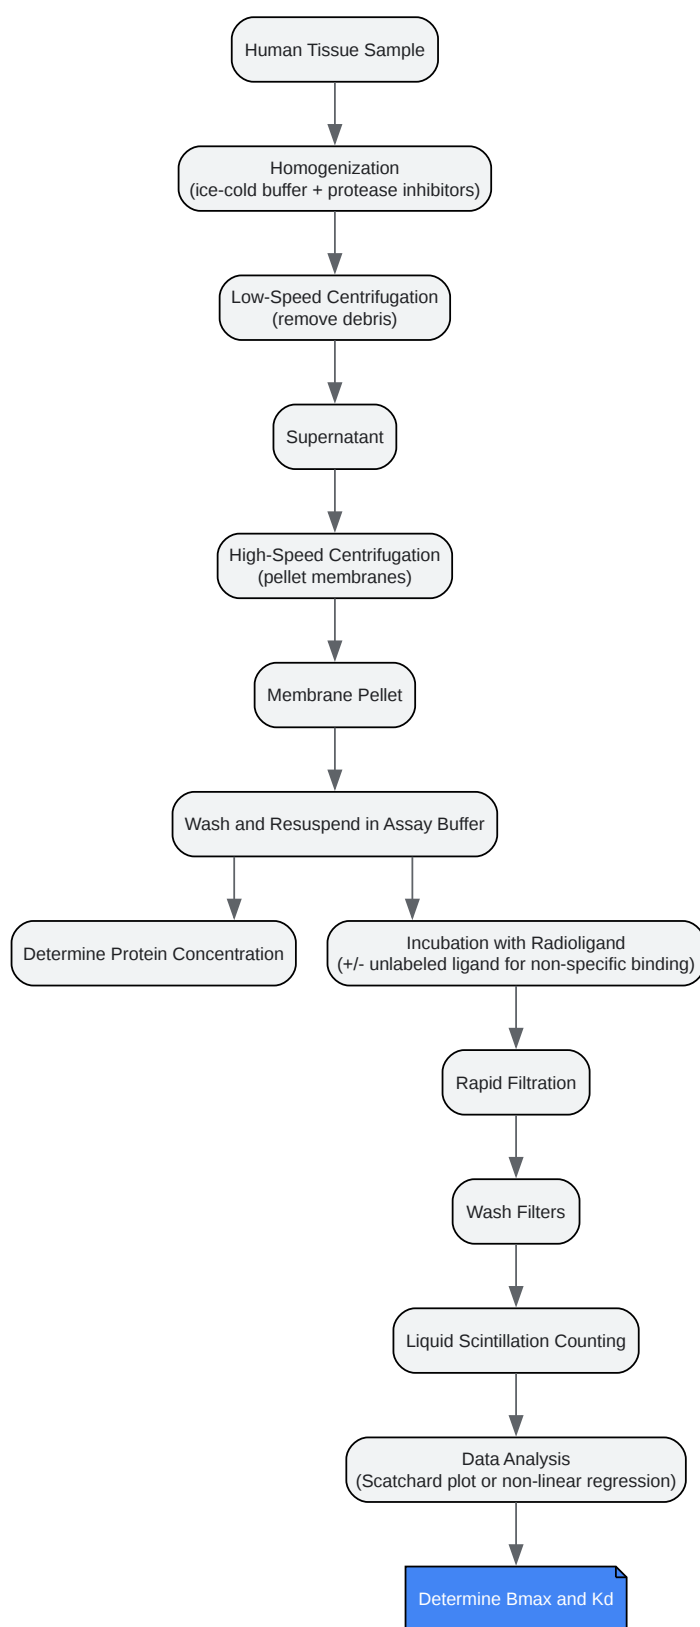 Human Tissue Sample
Homogenization
(ice-cold buffer + protease inhibitors)
Low-Speed Centrifugation
(remove debris)
Supernatant
High-Speed Centrifugation
(pellet membranes)
Membrane Pellet
Wash and Resuspend in Assay Buffer
Determine Protein Concentration
Incubation with Radioligand
(+/- unlabeled ligand for non-specific binding)
Rapid Filtration
Wash Filters
Liquid Scintillation Counting
Data Analysis
(Scatchard plot or non-linear regression)
Determine Bmax and Kd